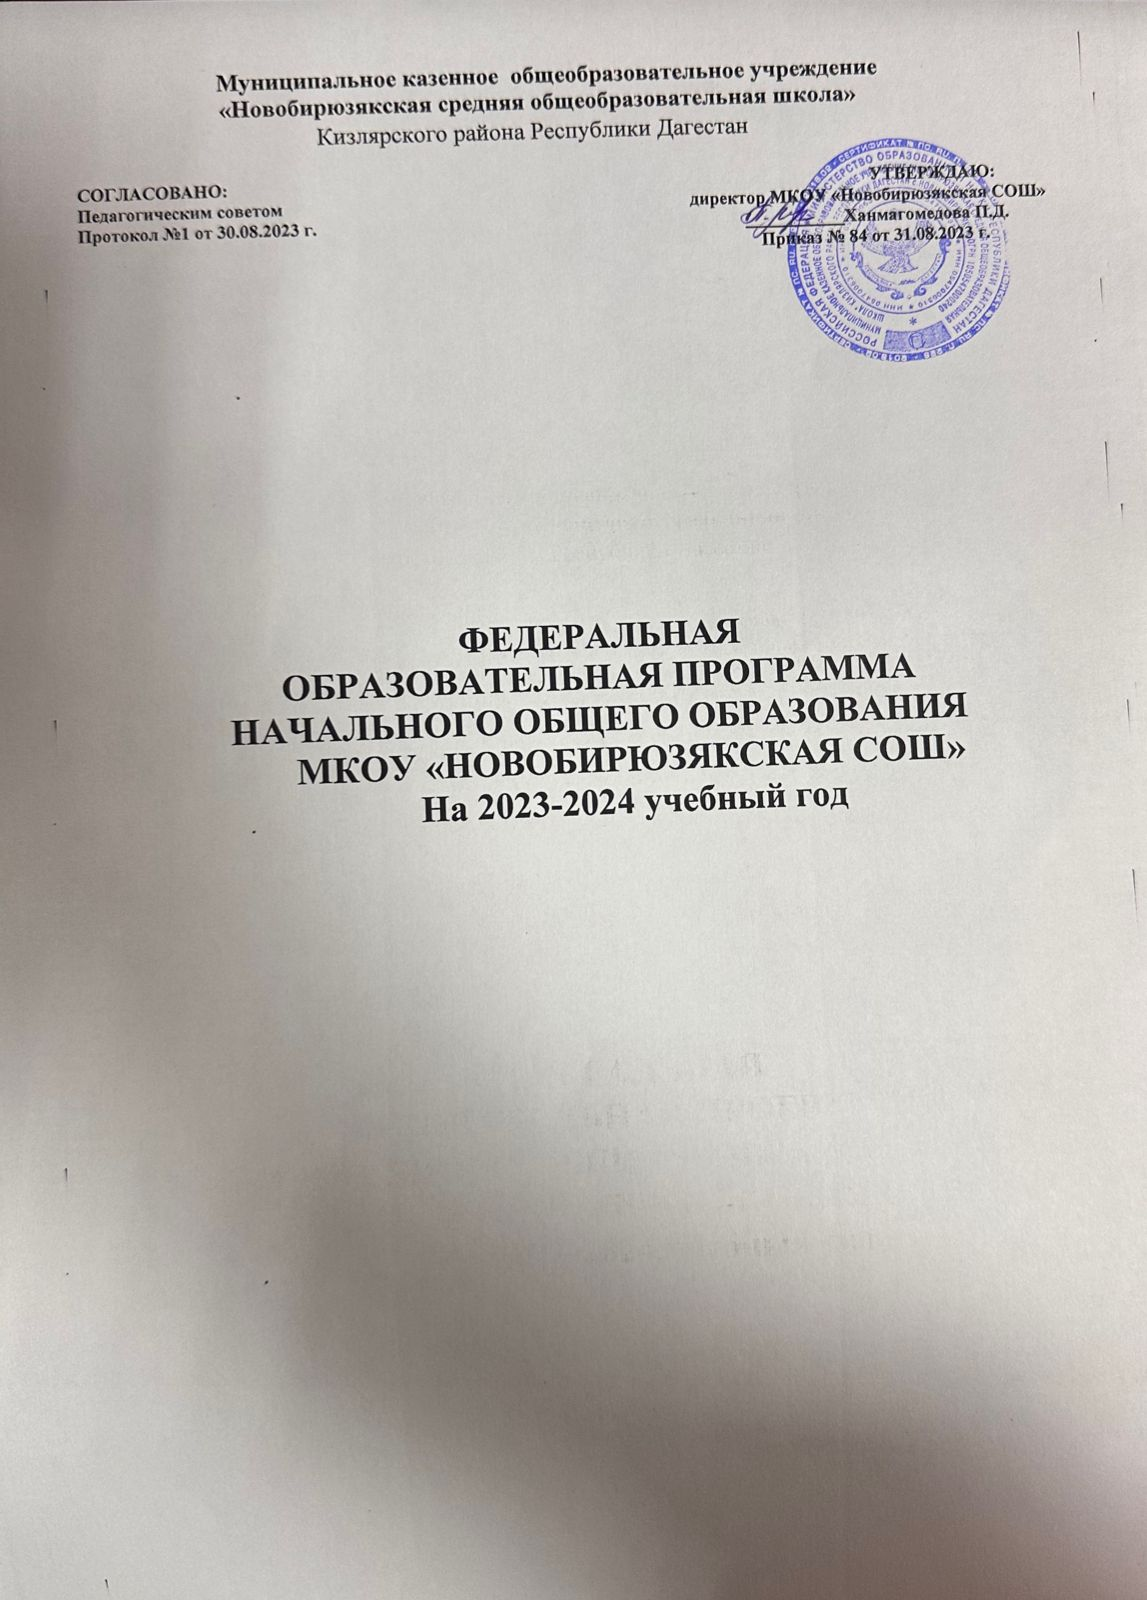 Муниципальное казенное общеобразовательное учреждение
«Новобирюзякская средняя общеобразовательная школа»
Кизлярского района Республики Дагестан
СОГЛАСОВАНО:
Педагогическим советом
Протокол №1 от 30.08.2023 г.
УТВЕРЖДАЮ:
директор МКОУ «Новобирюзякская СОШ»
Ханмагомедова П.Д.
Приказ № 84 от 31.08.2023 г.
ФЕДЕРАЛЬНАЯ
ОБРАЗОВАТЕЛЬНАЯ ПРОГРАММА
НАЧАЛЬНОГО ОБЩЕГО ОБРАЗОВАНИЯ
МКОУ «НОВОБИРЮЗЯКСКАЯ СОШ»
На 2023-2024 учебный год